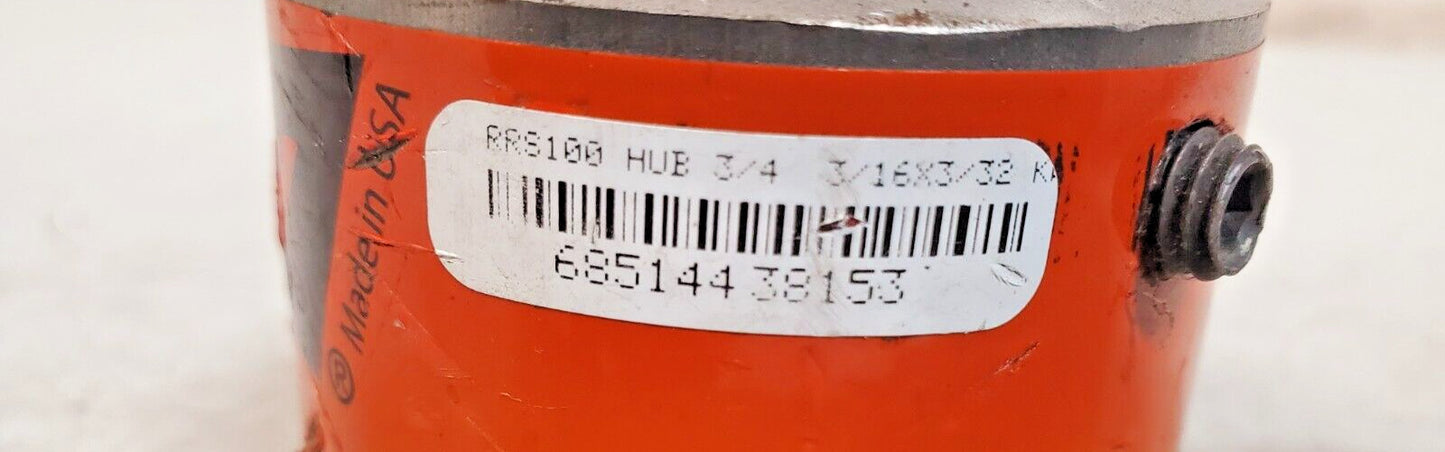 ® Made in USA
RRS100 HUB 3/4 3/16X3/32
68514438153